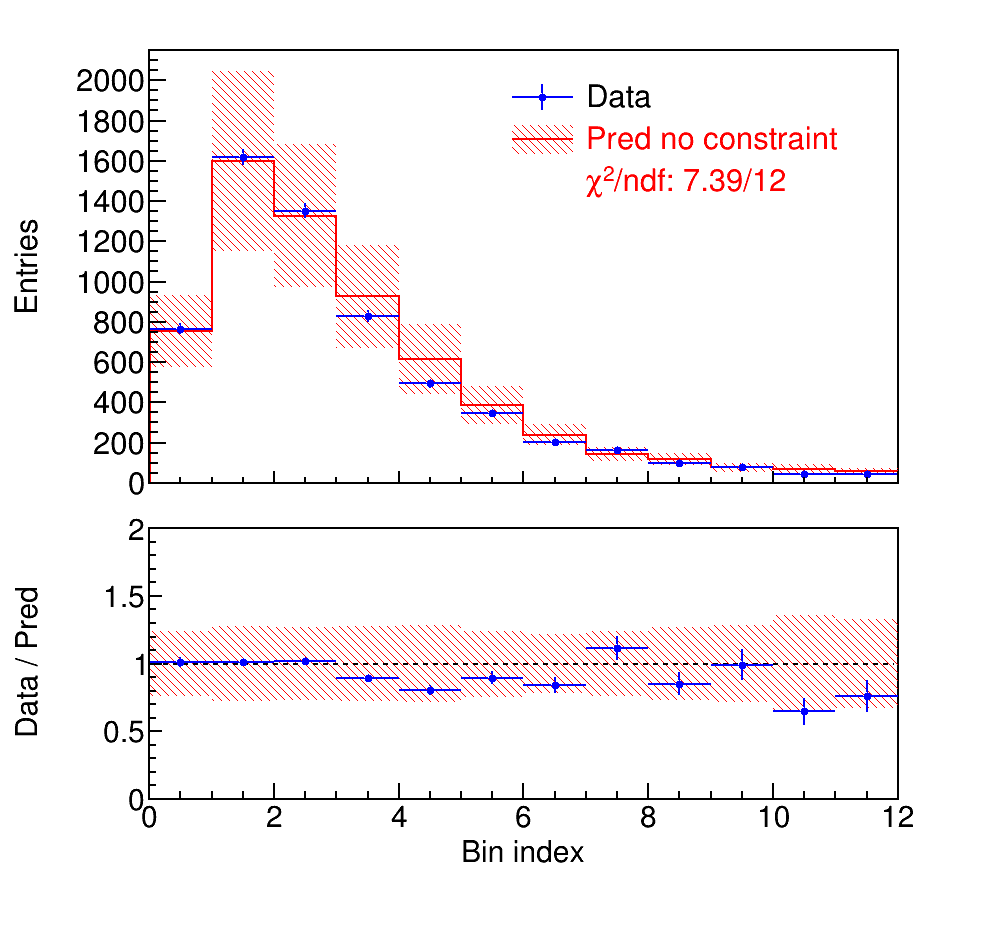 2000
1800
1600
1400
1200
1000
800
600
400
200
0
Entries
Data
Pred no constraint
χ²/ndf: 7.39/12
2
1.5
1
0.5
0
Data / Pred
0 2 4 6 8 10 12
Bin index